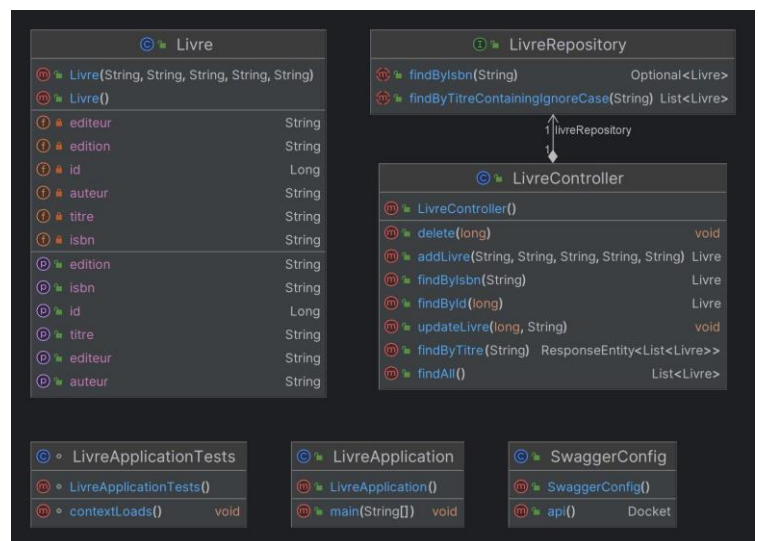 Livre
Livre(String, String, String, String, String)
Livre()
editeur String
edition String
id Long
auteur String
titre String
isbn String
edition String
isbn String
id Long
titre String
editeur String
auteur String
LivreRepository
findByIsbn(String) Optional<Livre>
findByTitreContainingIgnoreCase(String) List<Livre>
1 livreRepository
1
LivreController
LivreController()
delete(long) void
addLivre(String, String, String, String, String) Livre
findByIsbn(String) Livre
findById(long) Livre
updateLivre(long, String) void
findByTitre(String) ResponseEntity<List<Livre>>
findAll() List<Livre>
LivreApplicationTests
LivreApplicationTests()
contextLoads() void
LivreApplication
LivreApplication()
main(String[]) void
SwaggerConfig
SwaggerConfig()
api() Docket